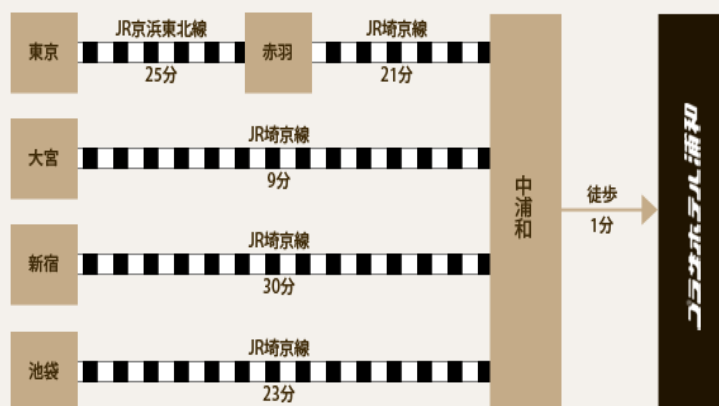 東京
JR京浜東北線
25分
赤羽
JR埼京線
21分
大宮
JR埼京線
9分
新宿
JR埼京線
30分
池袋
JR埼京線
23分
中浦和
徒歩
1分
プラザホテル浦和